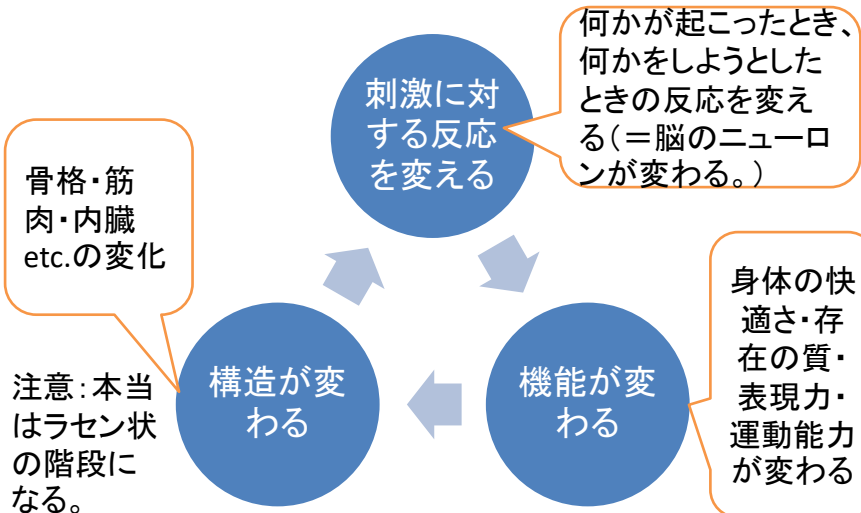 何かが起こったとき、
何かをしようとした
ときの反応を変え
る(＝脳のニューロ
ンが変わる。)
刺激に対
する反応
を変える
骨格・筋
肉・内臓
etc.の変化
身体の快
適さ・存
在の質・
表現力・
運動能力
が変わる
機能が変
わる
構造が変
わる
注意：本当
はラセン状
の階段に
なる。